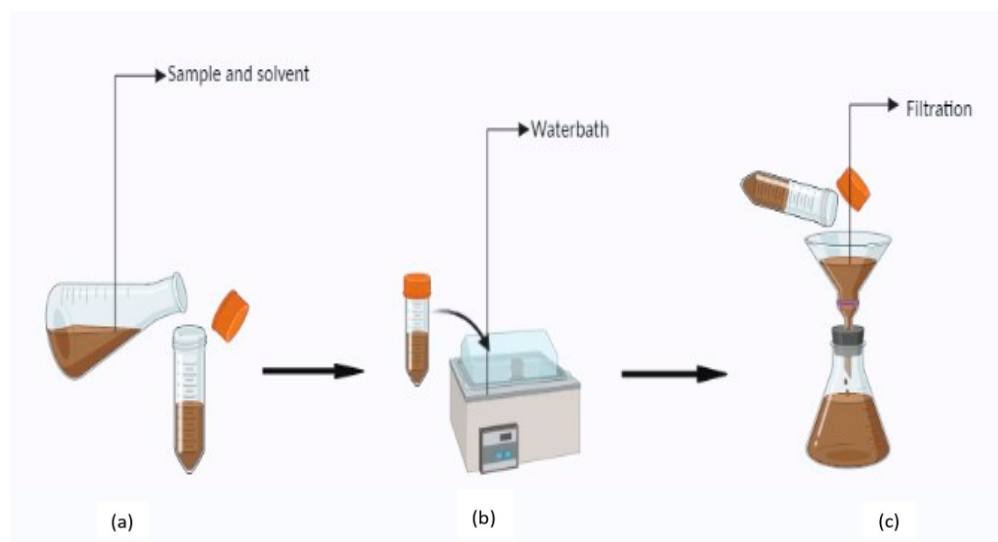 Sample and solvent
Waterbath
Filtration
(a)
(b)
(c)